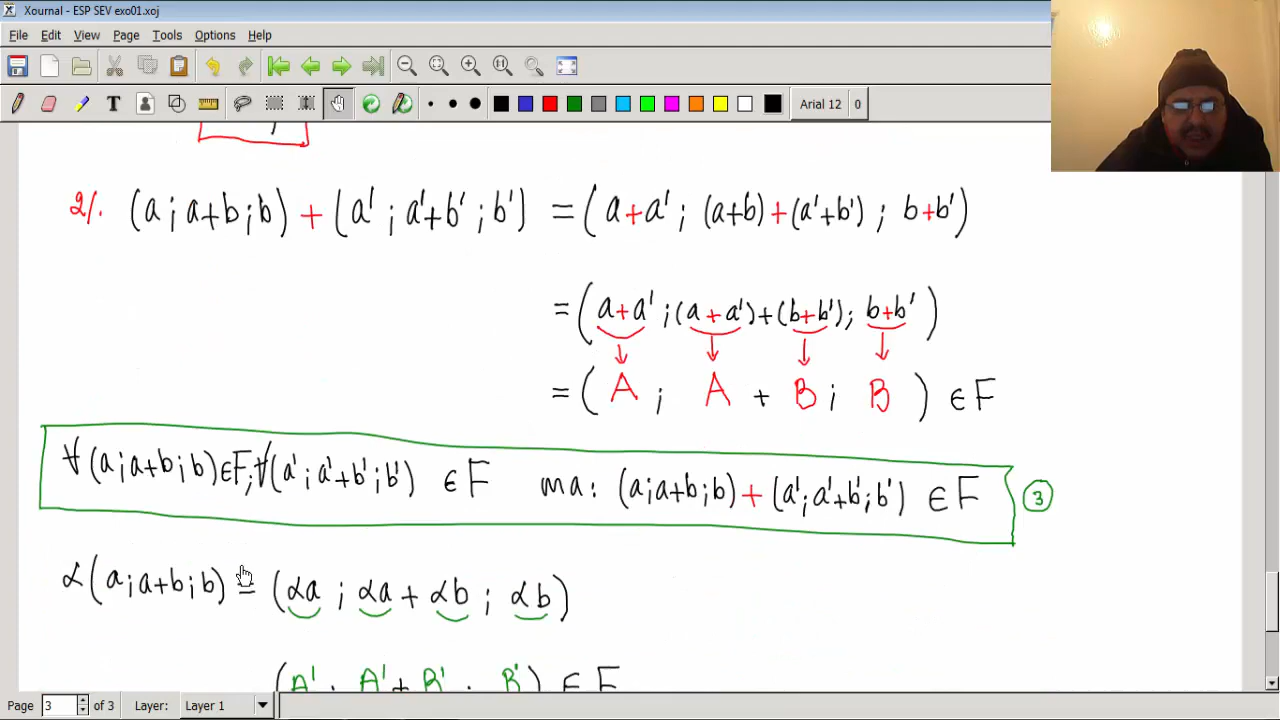 Xournal - ESP SEV exo01.xoj
File Edit View Page Tools Options Help
T Arial 12 0
2/. (a ; a+b ; b) + (a' ; a'+b' ; b') = (a+a' ; (a+b)+(a'+b') ; b+b')
= (a+a' ; (a+a')+(b+b') ; b+b')
= (A ; A + B ; B) ∈ F
∀(a ; a+b ; b) ∈ F ; ∀(a' ; a'+b' ; b') ∈ F m a : (a ; a+b ; b) + (a' ; a'+b' ; b') ∈ F 3
α(a ; a+b ; b) = (αa ; αa + αb ; αb)
(A' ; A' + B' ; B') ∈ F
Page 3 of 3 Layer: Layer 1